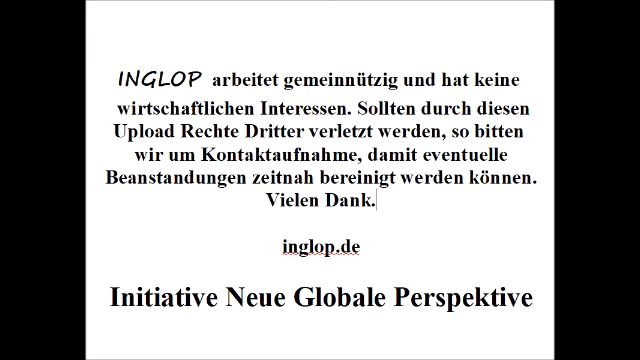 INGLOP arbeitet gemeinnützig und hat keine
wirtschaftlichen Interessen. Sollten durch diesen
Upload Rechte Dritter verletzt werden, so bitten
wir um Kontaktaufnahme, damit eventuelle
Beanstandungen zeitnah bereinigt werden können.
Vielen Dank.
inglop.de
Initiative Neue Globale Perspektive